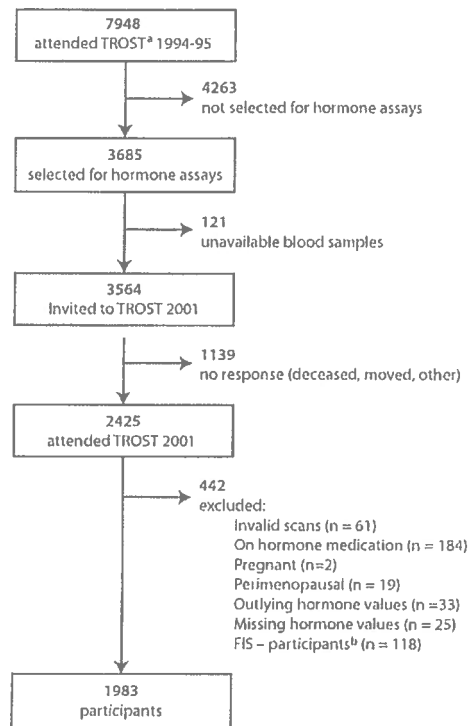 7948
attended TROSTª 1994-95
4263
not selected for hormone assays
3685
selected for hormone assays
121
unavailable blood samples
3564
Invited to TROST 2001
1139
no response (deceased, moved, other)
2425
attended TROST 2001
442
excluded:
Invalid scans (n = 61)
On hormone medication (n = 184)
Pregnant (n=2)
Perimenopausal (n = 19)
Outlying hormone values (n =33)
Missing hormone values (n = 25)
FIS – participantsᵇ (n = 118)
1983
participants